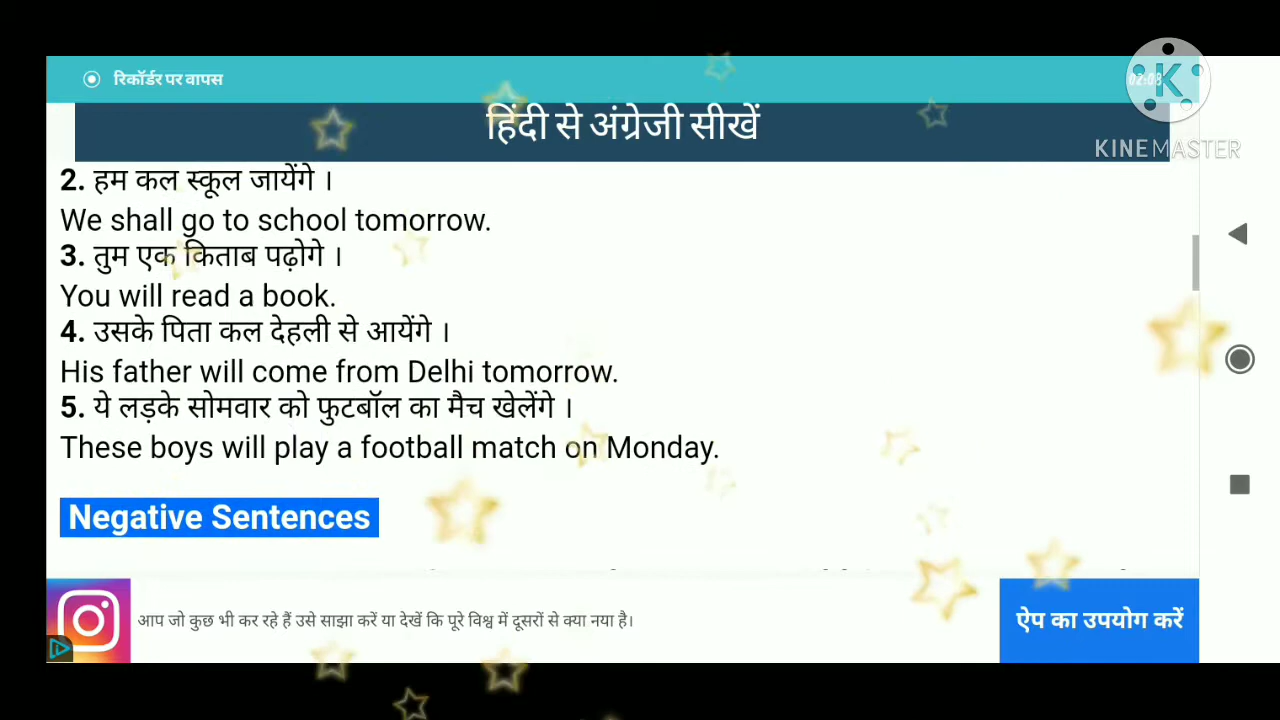 रिकॉर्डर पर वापस
02:08
KINEMASTER
हिंदी से अंग्रेजी सीखें
2. हम कल स्कूल जायेंगे ।
We shall go to school tomorrow.
3. तुम एक किताब पढ़ोगे ।
You will read a book.
4. उसके पिता कल देहली से आयेंगे ।
His father will come from Delhi tomorrow.
5. ये लड़के सोमवार को फुटबॉल का मैच खेलेंगे ।
These boys will play a football match on Monday.
Negative Sentences
आप जो कुछ भी कर रहे हैं उसे साझा करें या देखें कि पूरे विश्व में दूसरों से क्या नया है।
ऐप का उपयोग करें